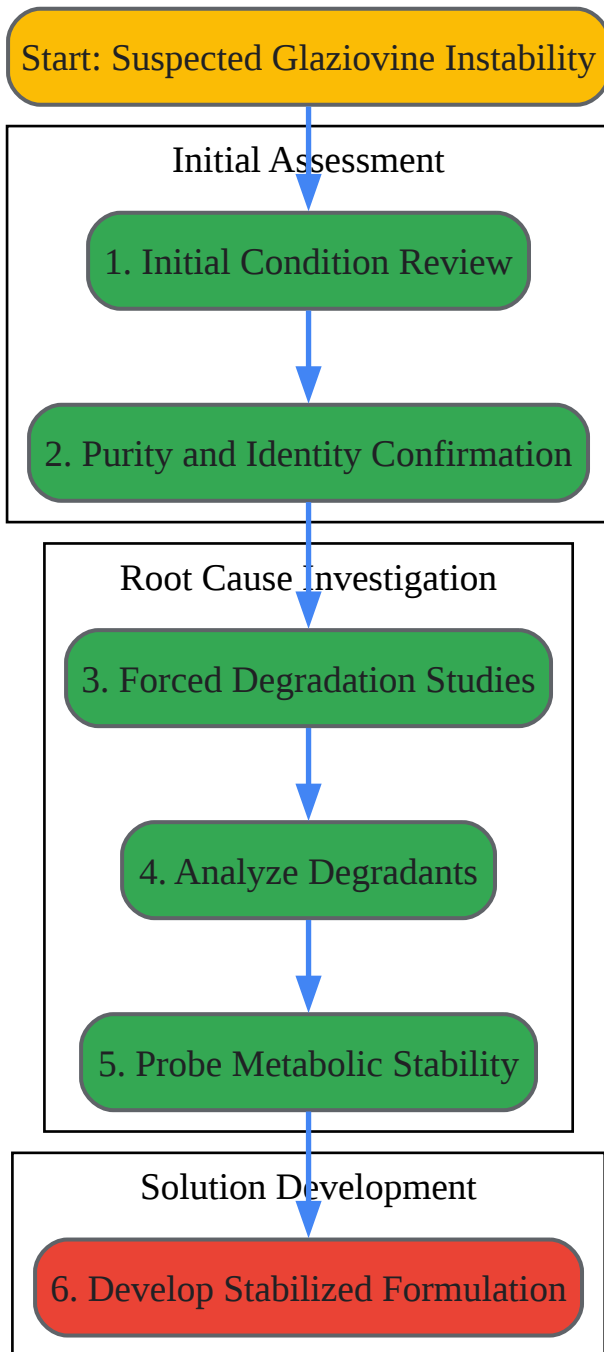 Start: Suspected Glaziovine Instability
Initial Assessment
1. Initial Condition Review
2. Purity and Identity Confirmation
Root Cause Investigation
3. Forced Degradation Studies
4. Analyze Degradants
5. Probe Metabolic Stability
Solution Development
6. Develop Stabilized Formulation